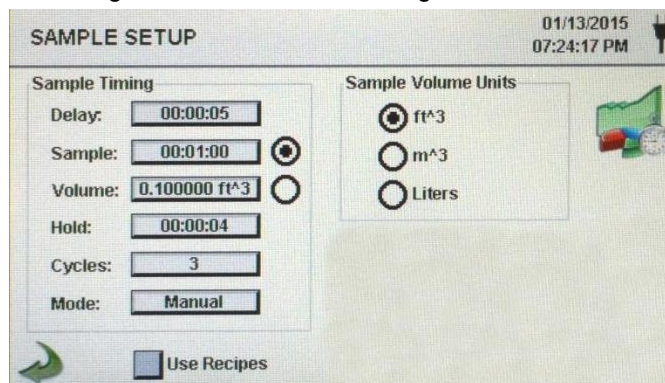 SAMPLE SETUP
01/13/2015
07:24:17 PM
Sample Timing
Delay: 00:00:05
Sample: 00:01:00
Volume: 0.100000 ft^3
Hold: 00:00:04
Cycles: 3
Mode: Manual
Use Recipes
Sample Volume Units
ft^3
m^3
Liters